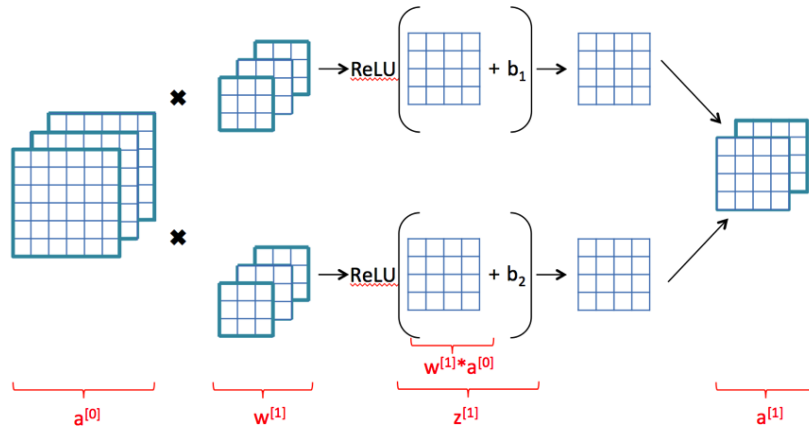 ReLU
+ b₁
ReLU
+ b₂
w[1]*a[0]
a[0]
w[1]
z[1]
a[1]